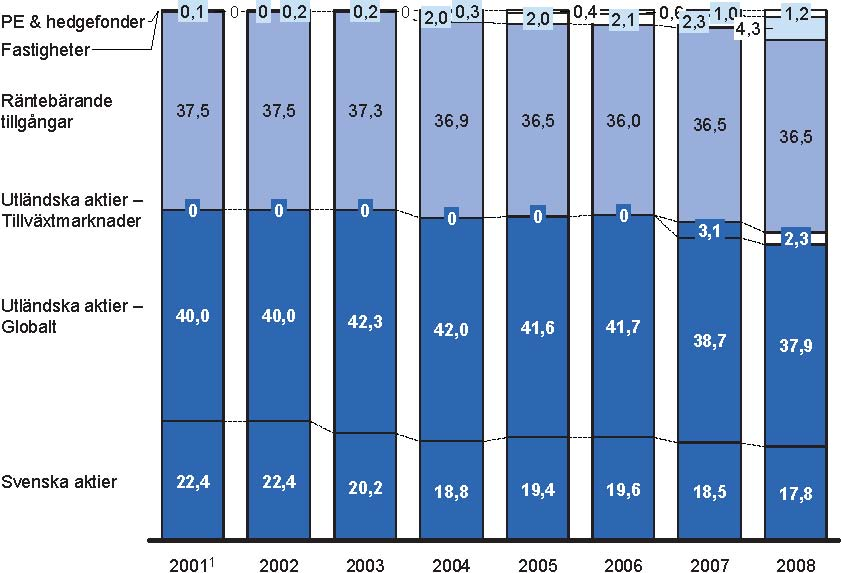 PE & hedgefonder
Fastigheter
Räntebärande
tillgångar
Utländska aktier –
Tillväxtmarknader
Utländska aktier –
Globalt
Svenska aktier
0,1 0 0 0,2 0,2 0 2,0 0,3 2,0 0,4 2,1 0,6 2,3 1,0 4,3 1,2
37,5 37,5 37,3 36,9 36,5 36,0 36,5 36,5
0 0 0 0 0 0 3,1 2,3
40,0 40,0 42,3 42,0 41,6 41,7 38,7 37,9
22,4 22,4 20,2 18,8 19,4 19,6 18,5 17,8
2001¹ 2002 2003 2004 2005 2006 2007 2008